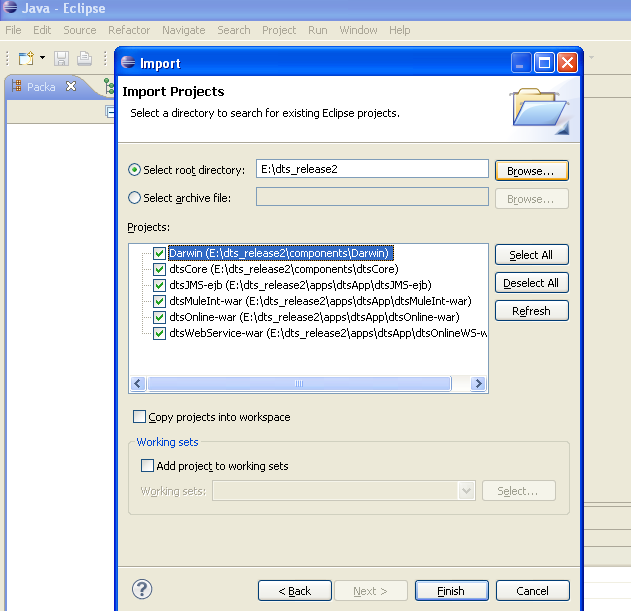 Java - Eclipse
File Edit Source Refactor Navigate Search Project Run Window Help
Packa
Import
Import Projects
Select a directory to search for existing Eclipse projects.
Select root directory: E:\dts_release2 Browse...
Select archive file: Browse...
Projects:
Darwin (E:\dts_release2\components\Darwin)
dtsCore (E:\dts_release2\components\dtsCore)
dtsJMS-ejb (E:\dts_release2\apps\dtsApp\dtsJMS-ejb)
dtsMuleInt-war (E:\dts_release2\apps\dtsApp\dtsMuleInt-war)
dtsOnline-war (E:\dts_release2\apps\dtsApp\dtsOnline-war)
dtsWebService-war (E:\dts_release2\apps\dtsApp\dtsOnlineWS-w
Select All
Deselect All
Refresh
Copy projects into workspace
Working sets
Add project to working sets
Working sets: Select...
? < Back Next > Finish Cancel